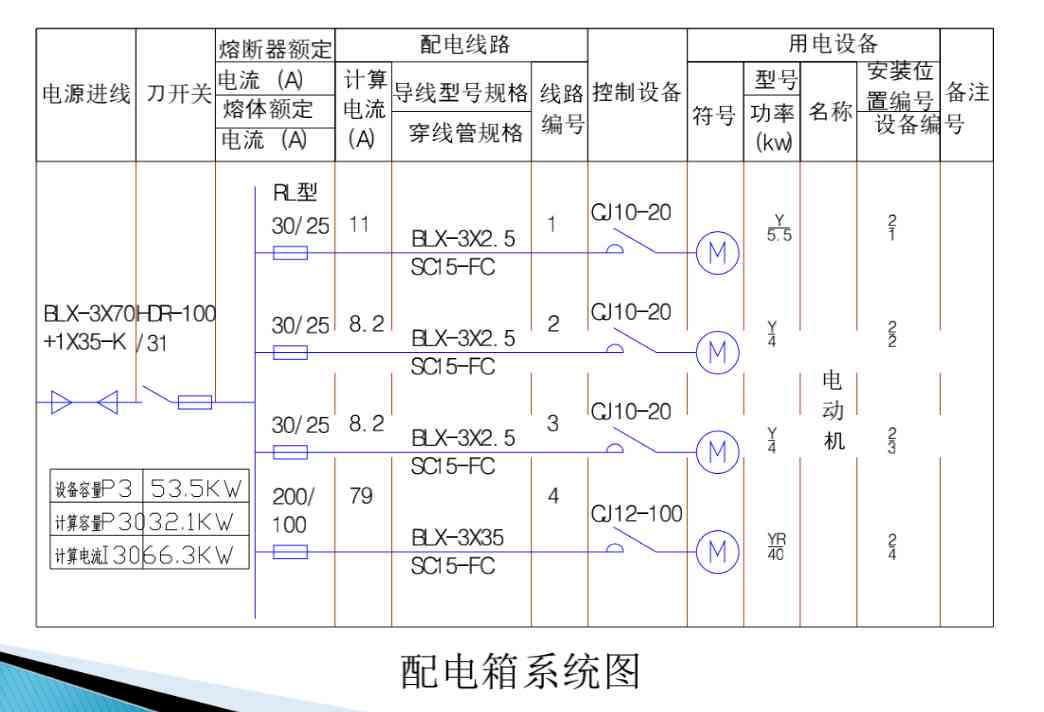 电源进线
刀开关
熔断器额定
电流 (A)
熔体额定
电流 (A)
配电线路
计算
电流
(A)
导线型号规格
穿线管规格
线路
编号
控制设备
用电设备
符号
型号
功率
(kw)
名称
安装位
置编号
设备编号
备注
BLX-3X70
+1X35-K
HDR-100
/31
RL型
30/25
11
BLX-3X2.5
SC15-FC
1
CJ10-20
M
Y
5.5
2
1
30/25
8.2
BLX-3X2.5
SC15-FC
2
CJ10-20
M
Y
4
2
2
电
动
机
30/25
8.2
BLX-3X2.5
SC15-FC
3
CJ10-20
M
Y
4
2
3
200/
100
79
BLX-3X35
SC15-FC
4
CJ12-100
M
YR
40
2
4
设备容量P3 53.5KW
计算容量P30 32.1KW
计算电流I30 66.3KW
配电箱系统图